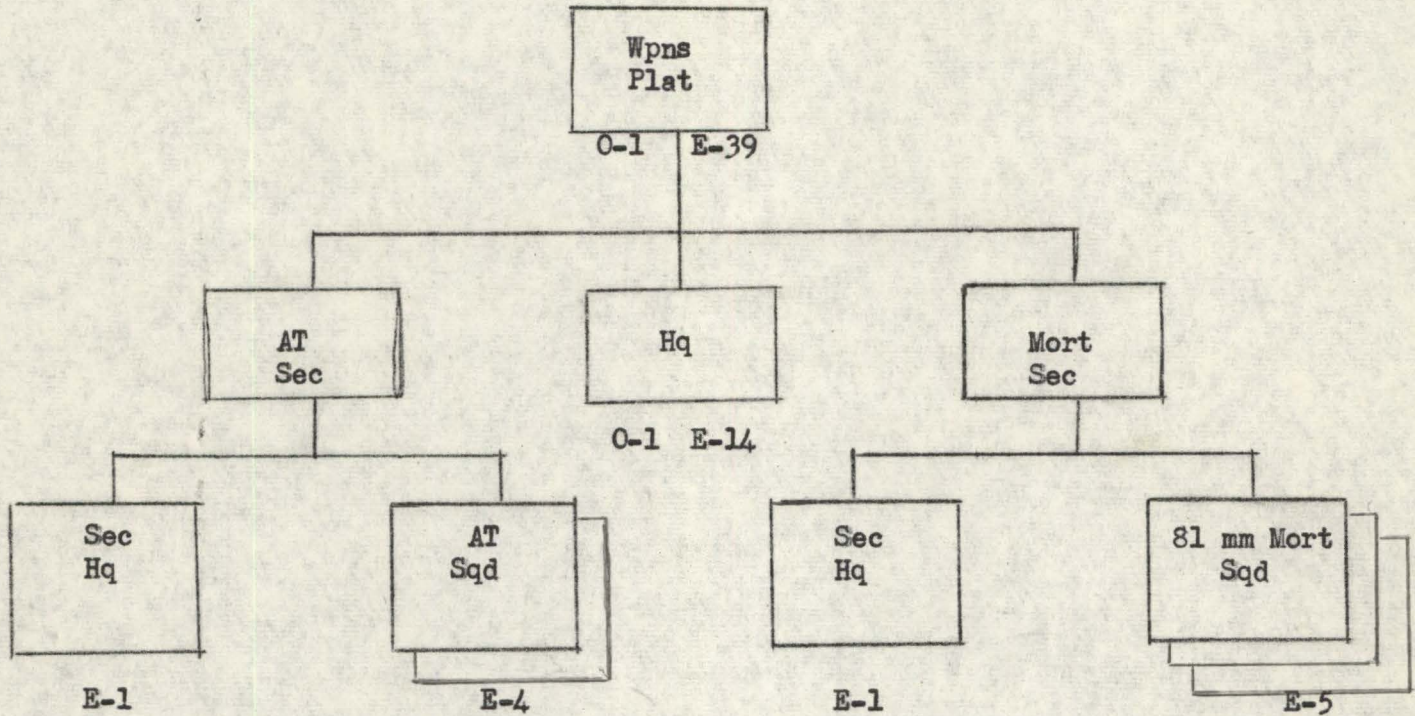 Wpns
Plat
O-1 E-39
AT
Sec
Hq
Mort
Sec
O-1 E-14
Sec
Hq
AT
Sqd
Sec
Hq
81 mm Mort
Sqd
E-1
E-4
E-1
E-5